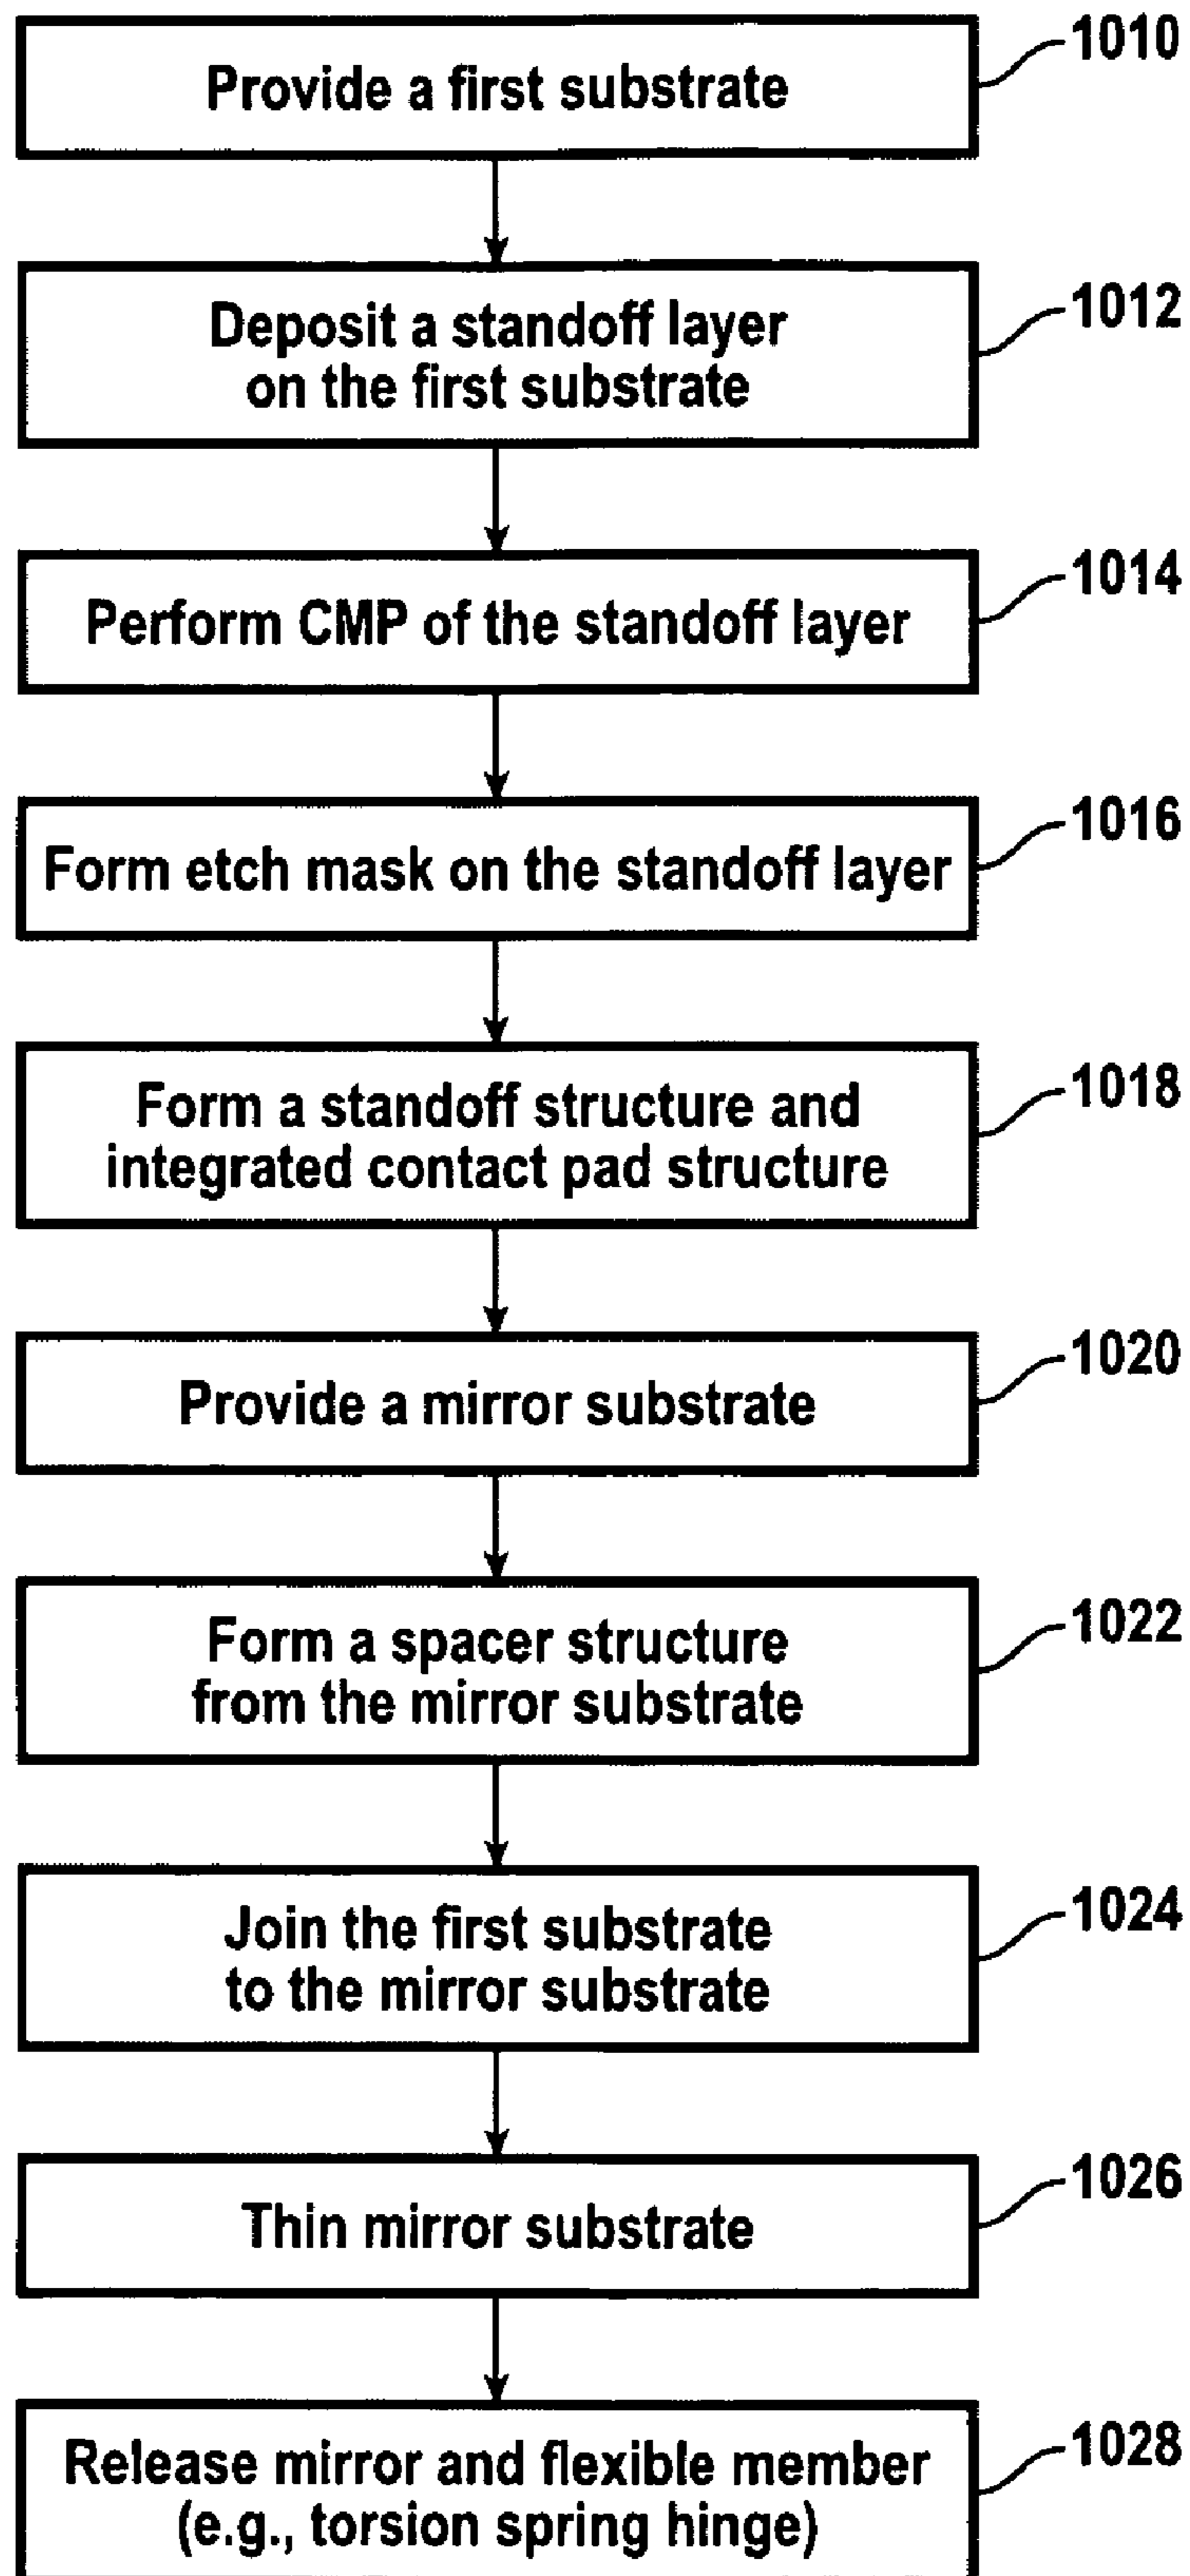 1010
Provide a first substrate
1012
Deposit a standoff layer
on the first substrate
1014
Perform CMP of the standoff layer
1016
Form etch mask on the standoff layer
1018
Form a standoff structure and
integrated contact pad structure
1020
Provide a mirror substrate
1022
Form a spacer structure
from the mirror substrate
1024
Join the first substrate
to the mirror substrate
1026
Thin mirror substrate
1028
Release mirror and flexible member
(e.g., torsion spring hinge)